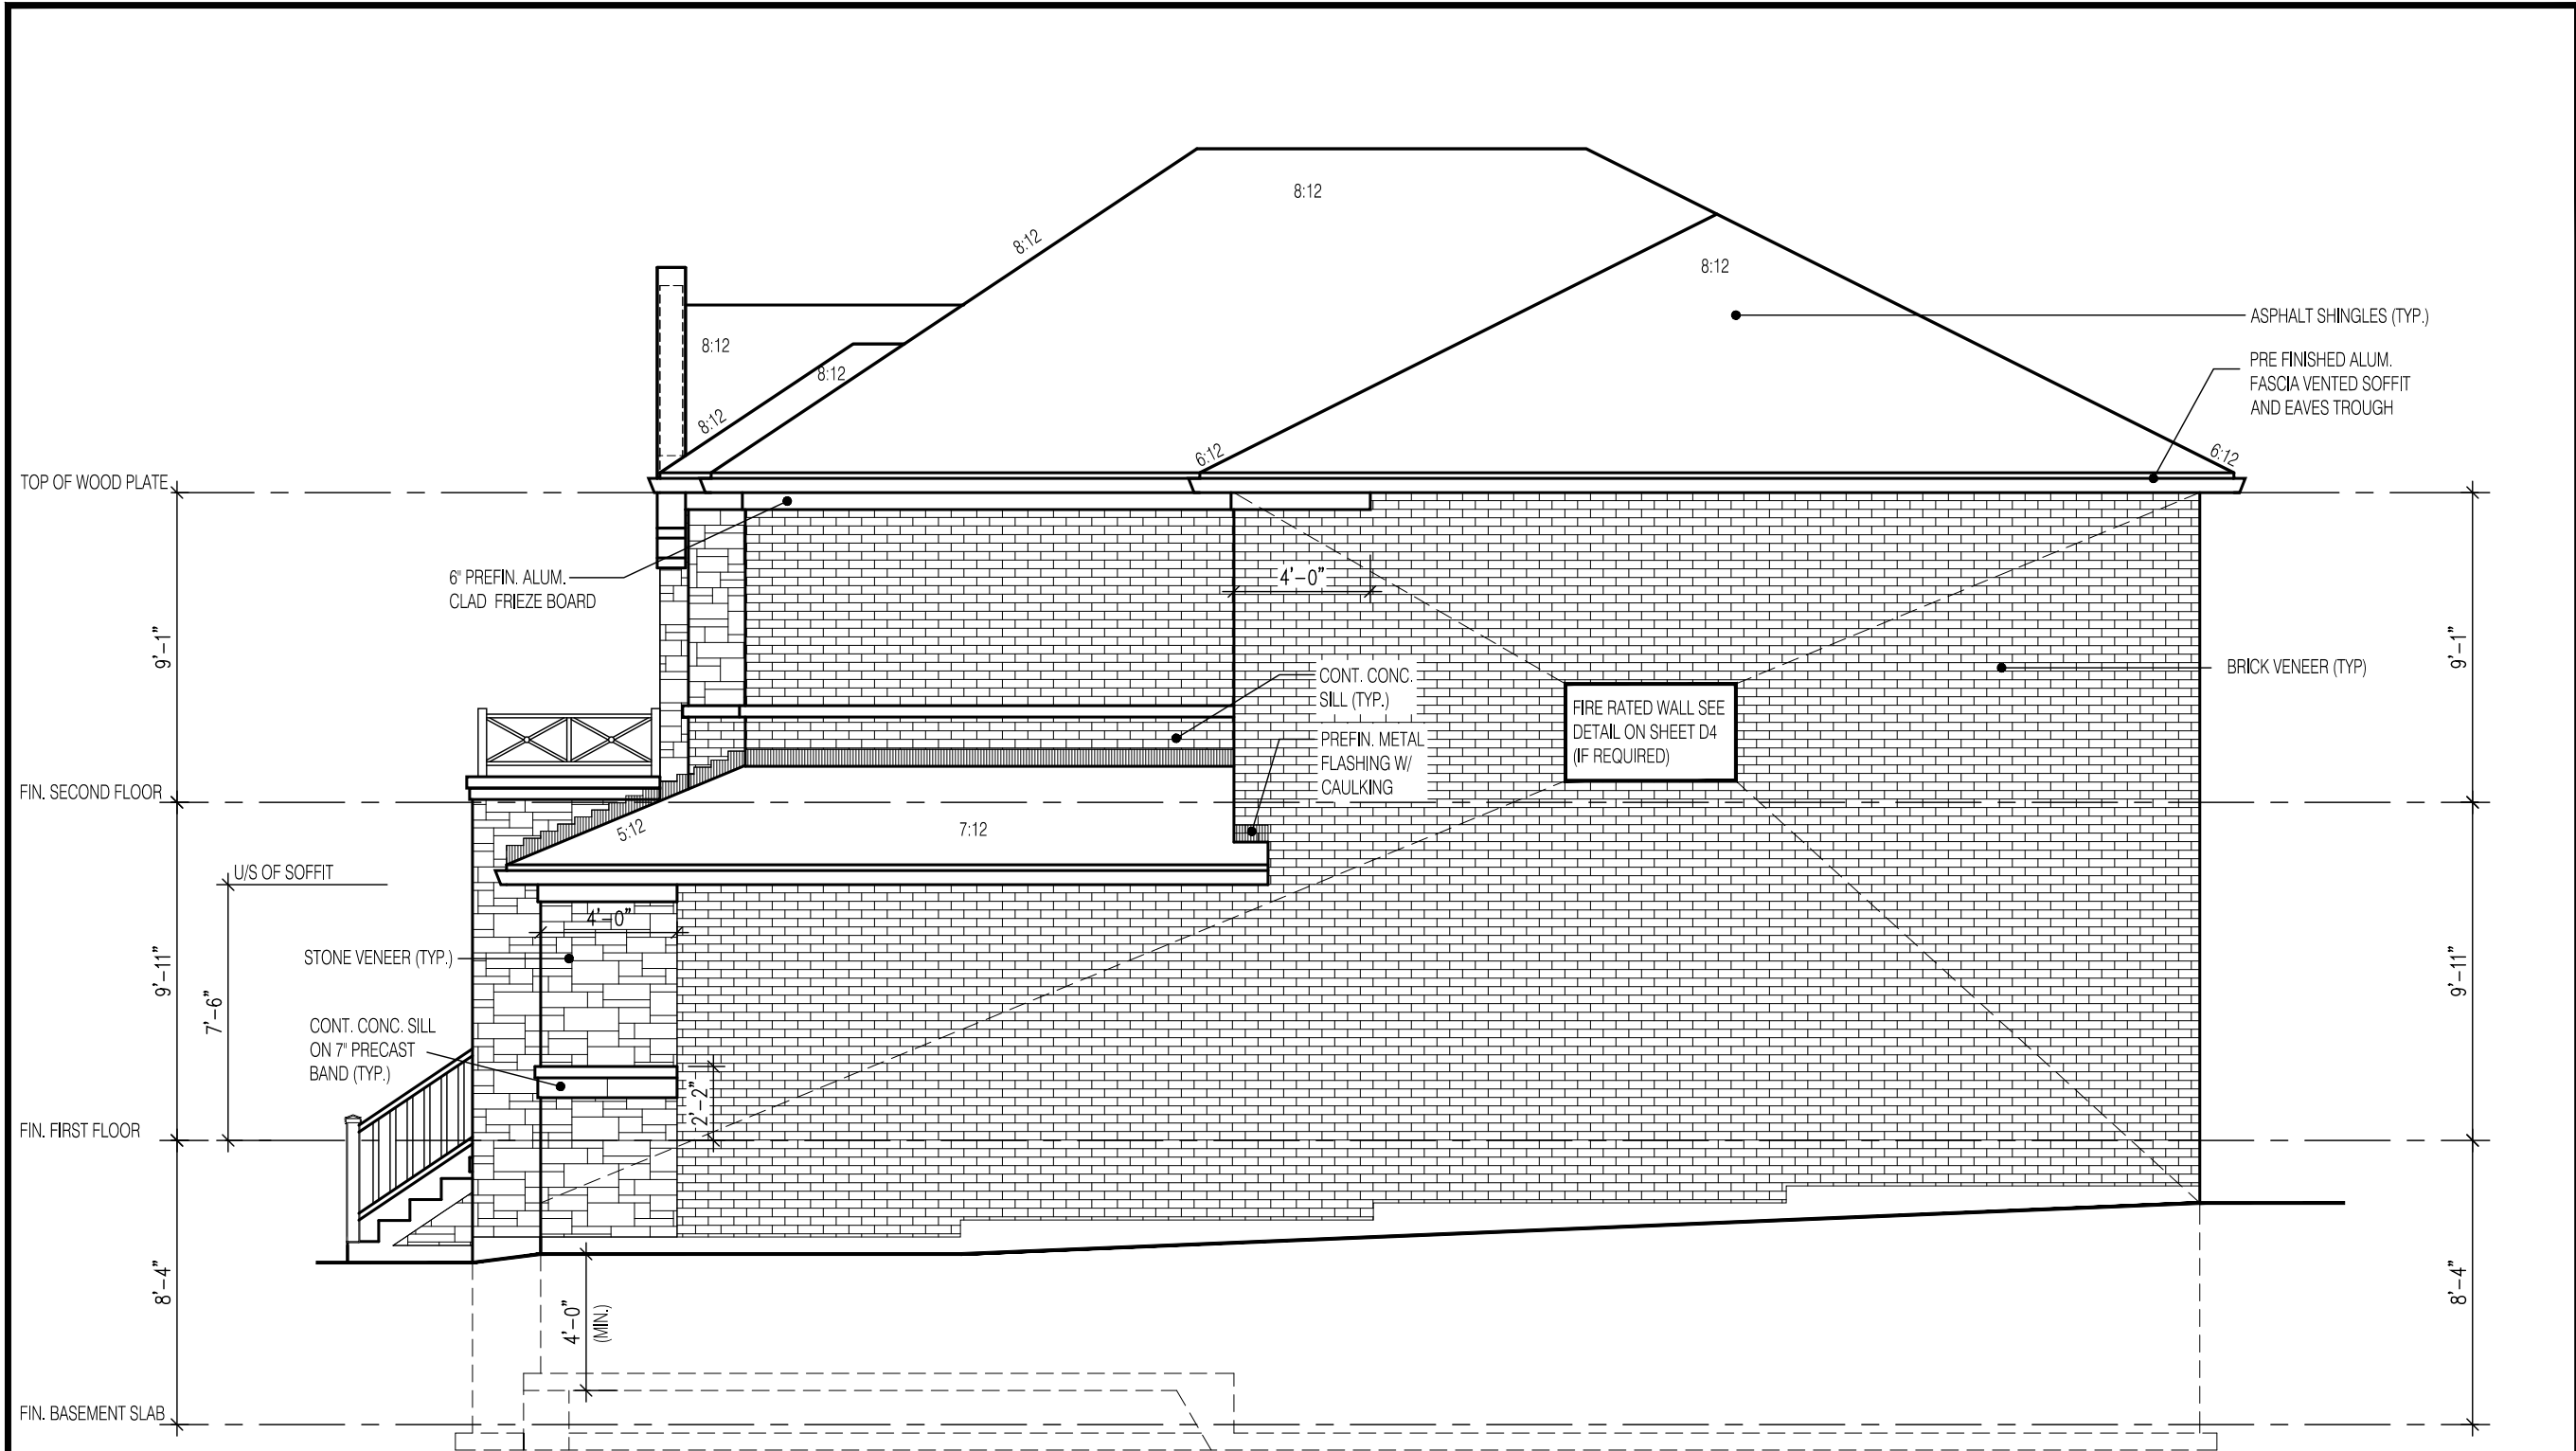 8:12
8:12
8:12
8:12
8:12
8:12
6:12
6:12
ASPHALT SHINGLES (TYP.)
PRE FINISHED ALUM.
FASCIA VENTED SOFFIT
AND EAVES TROUGH
TOP OF WOOD PLATE
6" PREFIN. ALUM.
CLAD FRIEZE BOARD
4'-0"
9'-1"
9'-1"
BRICK VENEER (TYP)
CONT. CONC.
SILL (TYP.)
PREFIN. METAL
FLASHING W/
CAULKING
FIRE RATED WALL SEE
DETAIL ON SHEET D4
(IF REQUIRED)
FIN. SECOND FLOOR
5:12
7:12
U/S OF SOFFIT
4'-0"
STONE VENEER (TYP.)
9'-11"
7'-6"
9'-11"
CONT. CONC. SILL
ON 7" PRECAST
BAND (TYP.)
2'-2"
FIN. FIRST FLOOR
8'-4"
4'-0"
(MIN.)
8'-4"
FIN. BASEMENT SLAB